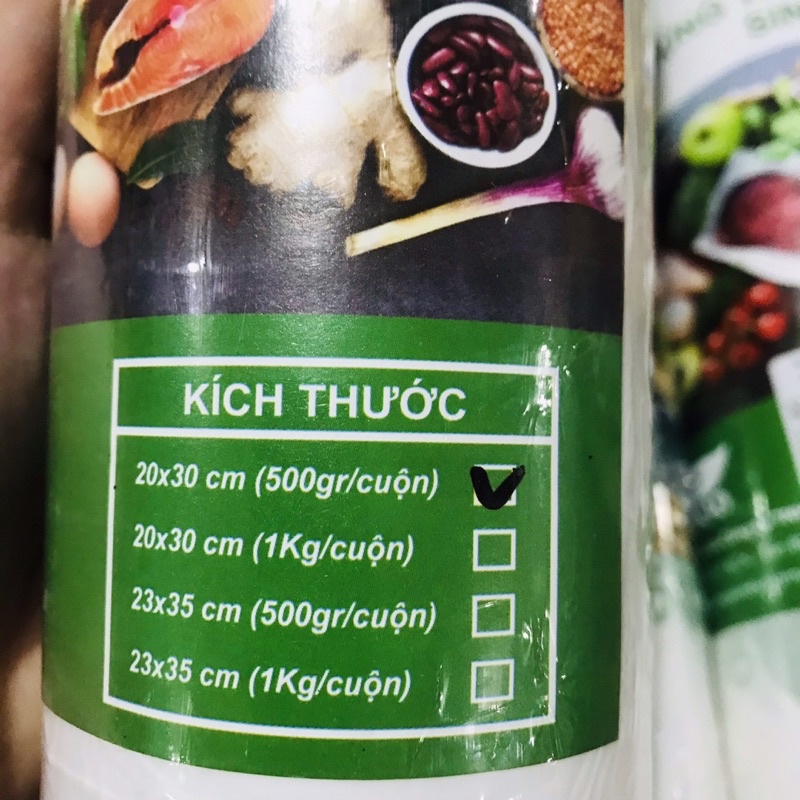 KÍCH THƯỚC
20x30 cm (500gr/cuộn)
20x30 cm (1Kg/cuộn)
23x35 cm (500gr/cuộn)
23x35 cm (1Kg/cuộn)